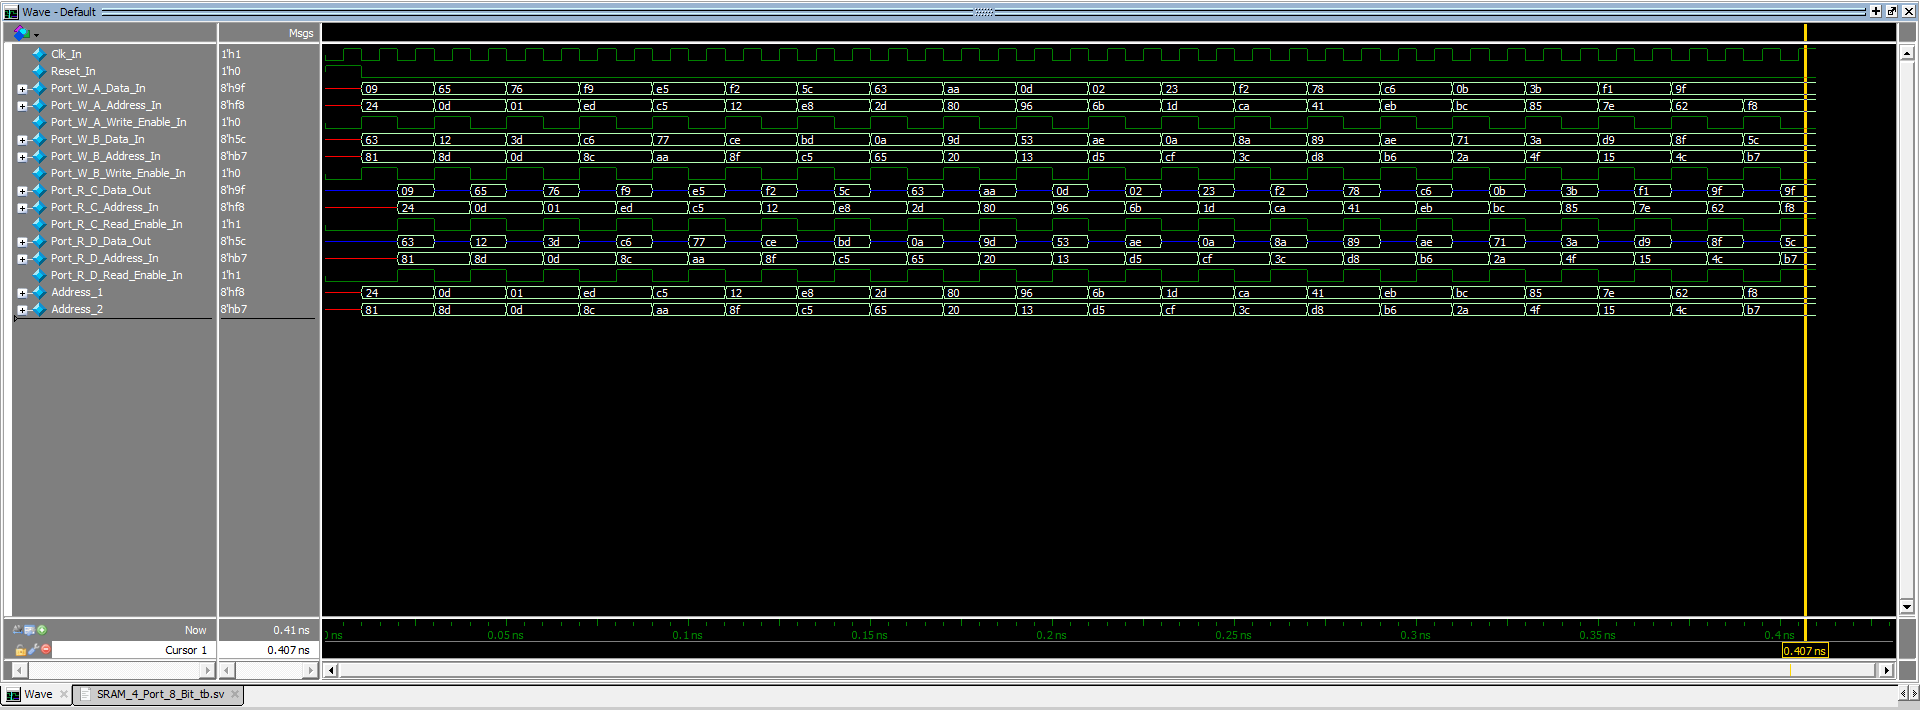 Wave - Default
Msgs
Clk_In 1'h1
Reset_In 1'h0
Port_W_A_Data_In 8'h9f 09 65 76 f9 e5 f2 5c 63 aa 0d 02 23 f2 78 c6 0b 3b f1 9f
Port_W_A_Address_In 8'hf8 24 0d 01 ed c5 12 e8 2d 80 96 6b 1d ca 41 eb bc 85 7e 62 f8
Port_W_A_Write_Enable_In 1'h0
Port_W_B_Data_In 8'h5c 63 12 3d c6 77 ce bd 0a 9d 53 ae 0a 8a 89 ae 71 3a d9 8f 5c
Port_W_B_Address_In 8'hb7 81 8d 0d 8c aa 8f c5 65 20 13 d5 cf 3c d8 b6 2a 4f 15 4c b7
Port_W_B_Write_Enable_In 1'h0
Port_R_C_Data_Out 8'h9f 09 65 76 f9 e5 f2 5c 63 aa 0d 02 23 f2 78 c6 0b 3b f1 9f 9f
Port_R_C_Address_In 8'hf8 24 0d 01 ed c5 12 e8 2d 80 96 6b 1d ca 41 eb bc 85 7e 62 f8
Port_R_C_Read_Enable_In 1'h1
Port_R_D_Data_Out 8'h5c 63 12 3d c6 77 ce bd 0a 9d 53 ae 0a 8a 89 ae 71 3a d9 8f 5c
Port_R_D_Address_In 8'hb7 81 8d 0d 8c aa 8f c5 65 20 13 d5 cf 3c d8 b6 2a 4f 15 4c b7
Port_R_D_Read_Enable_In 1'h1
Address_1 8'hf8 24 0d 01 ed c5 12 e8 2d 80 96 6b 1d ca 41 eb bc 85 7e 62 f8
Address_2 8'hb7 81 8d 0d 8c aa 8f c5 65 20 13 d5 cf 3c d8 b6 2a 4f 15 4c b7
Now 0.41 ns ns 0.05 ns 0.1 ns 0.15 ns 0.2 ns 0.25 ns 0.3 ns 0.35 ns 0.4 ns
Cursor 1 0.407 ns 0.407 ns
Wave SRAM_4_Port_8_Bit_tb.sv